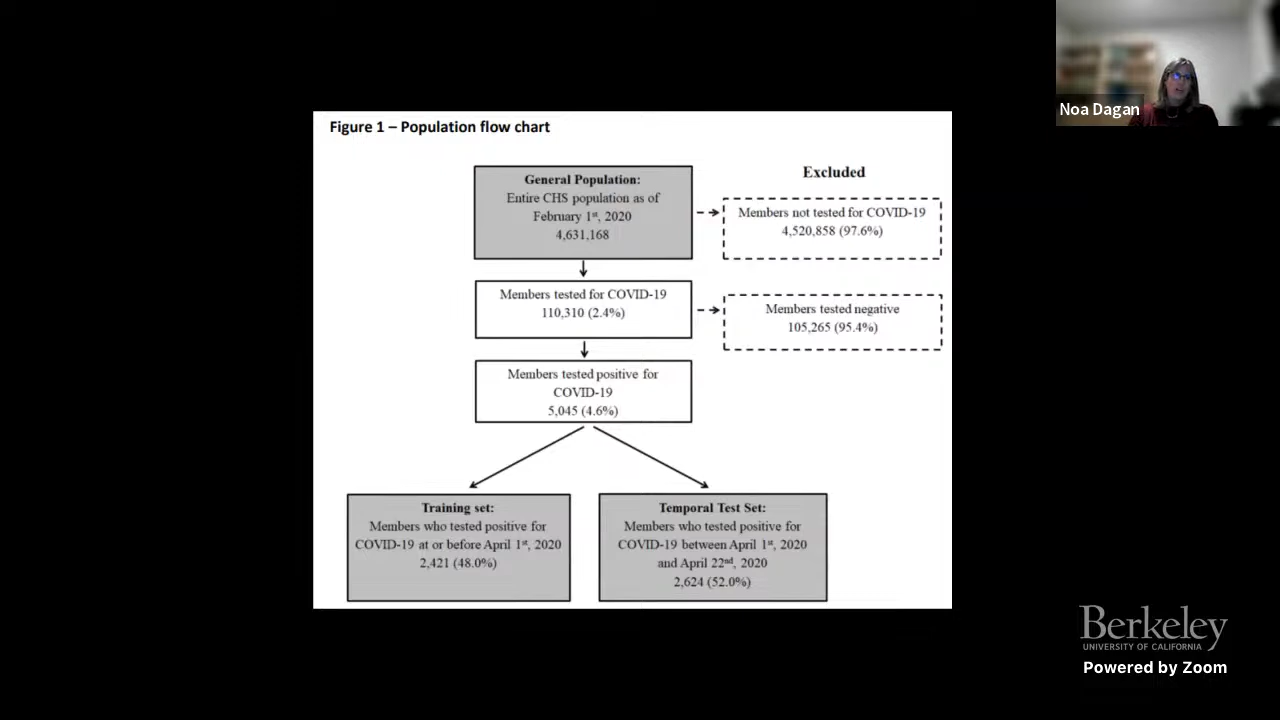 Noa Dagan
Figure 1 – Population flow chart
General Population:
Entire CHS population as of
February 1st, 2020
4,631,168
Excluded
Members not tested for COVID-19
4,520,858 (97.6%)
Members tested for COVID-19
110,310 (2.4%)
Members tested negative
105,265 (95.4%)
Members tested positive for
COVID-19
5,045 (4.6%)
Training set:
Members who tested positive for
COVID-19 at or before April 1st, 2020
2,421 (48.0%)
Temporal Test Set:
Members who tested positive for
COVID-19 between April 1st, 2020
and April 22nd, 2020
2,624 (52.0%)
Berkeley
UNIVERSITY OF CALIFORNIA
Powered by Zoom